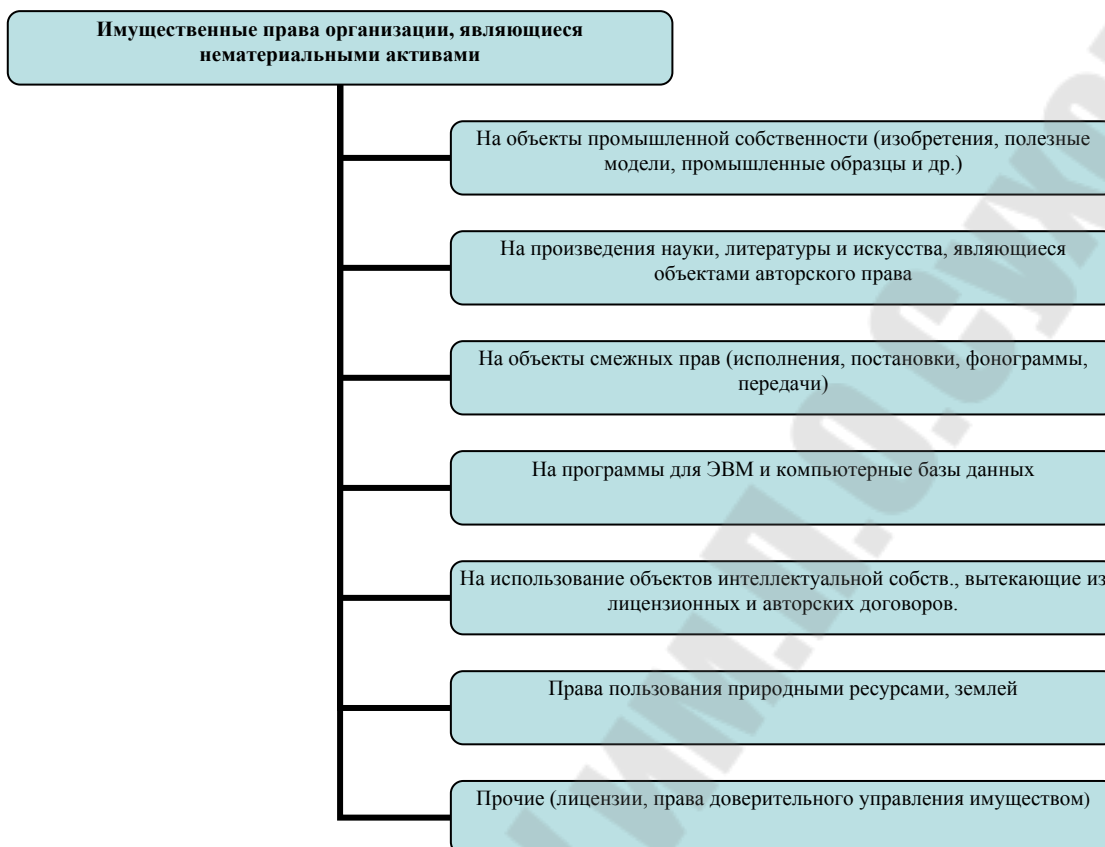 Имущественные права организации, являющиеся
нематериальными активами
На объекты промышленной собственности (изобретения, полезные
модели, промышленные образцы и др.)
На произведения науки, литературы и искусства, являющиеся
объектами авторского права
На объекты смежных прав (исполнения, постановки, фонограммы,
передачи)
На программы для ЭВМ и компьютерные базы данных
На использование объектов интеллектуальной собств., вытекающие из
лицензионных и авторских договоров.
Права пользования природными ресурсами, землей
Прочие (лицензии, права доверительного управления имуществом)
им.П.О.Сухо